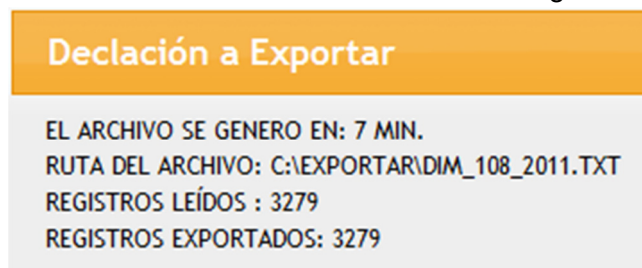 Declación a Exportar
EL ARCHIVO SE GENERO EN: 7 MIN.
RUTA DEL ARCHIVO: C:\EXPORTAR\DIM_108_2011.TXT
REGISTROS LEÍDOS : 3279
REGISTROS EXPORTADOS: 3279